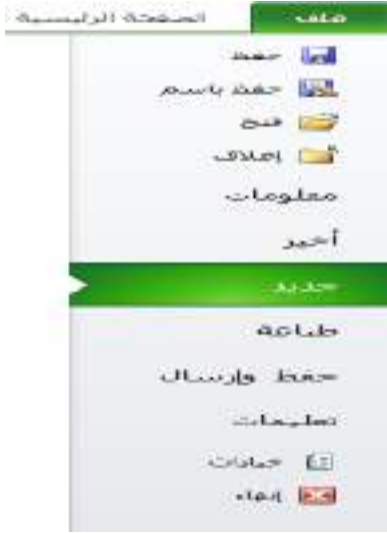 ملف الصفحة الرئيسية
حفظ
حفظ باسم
فتح
إغلاق
معلومات
أخير
جديد
طباعة
حفظ وإرسال
تعليمات
خيارات
إنهاء